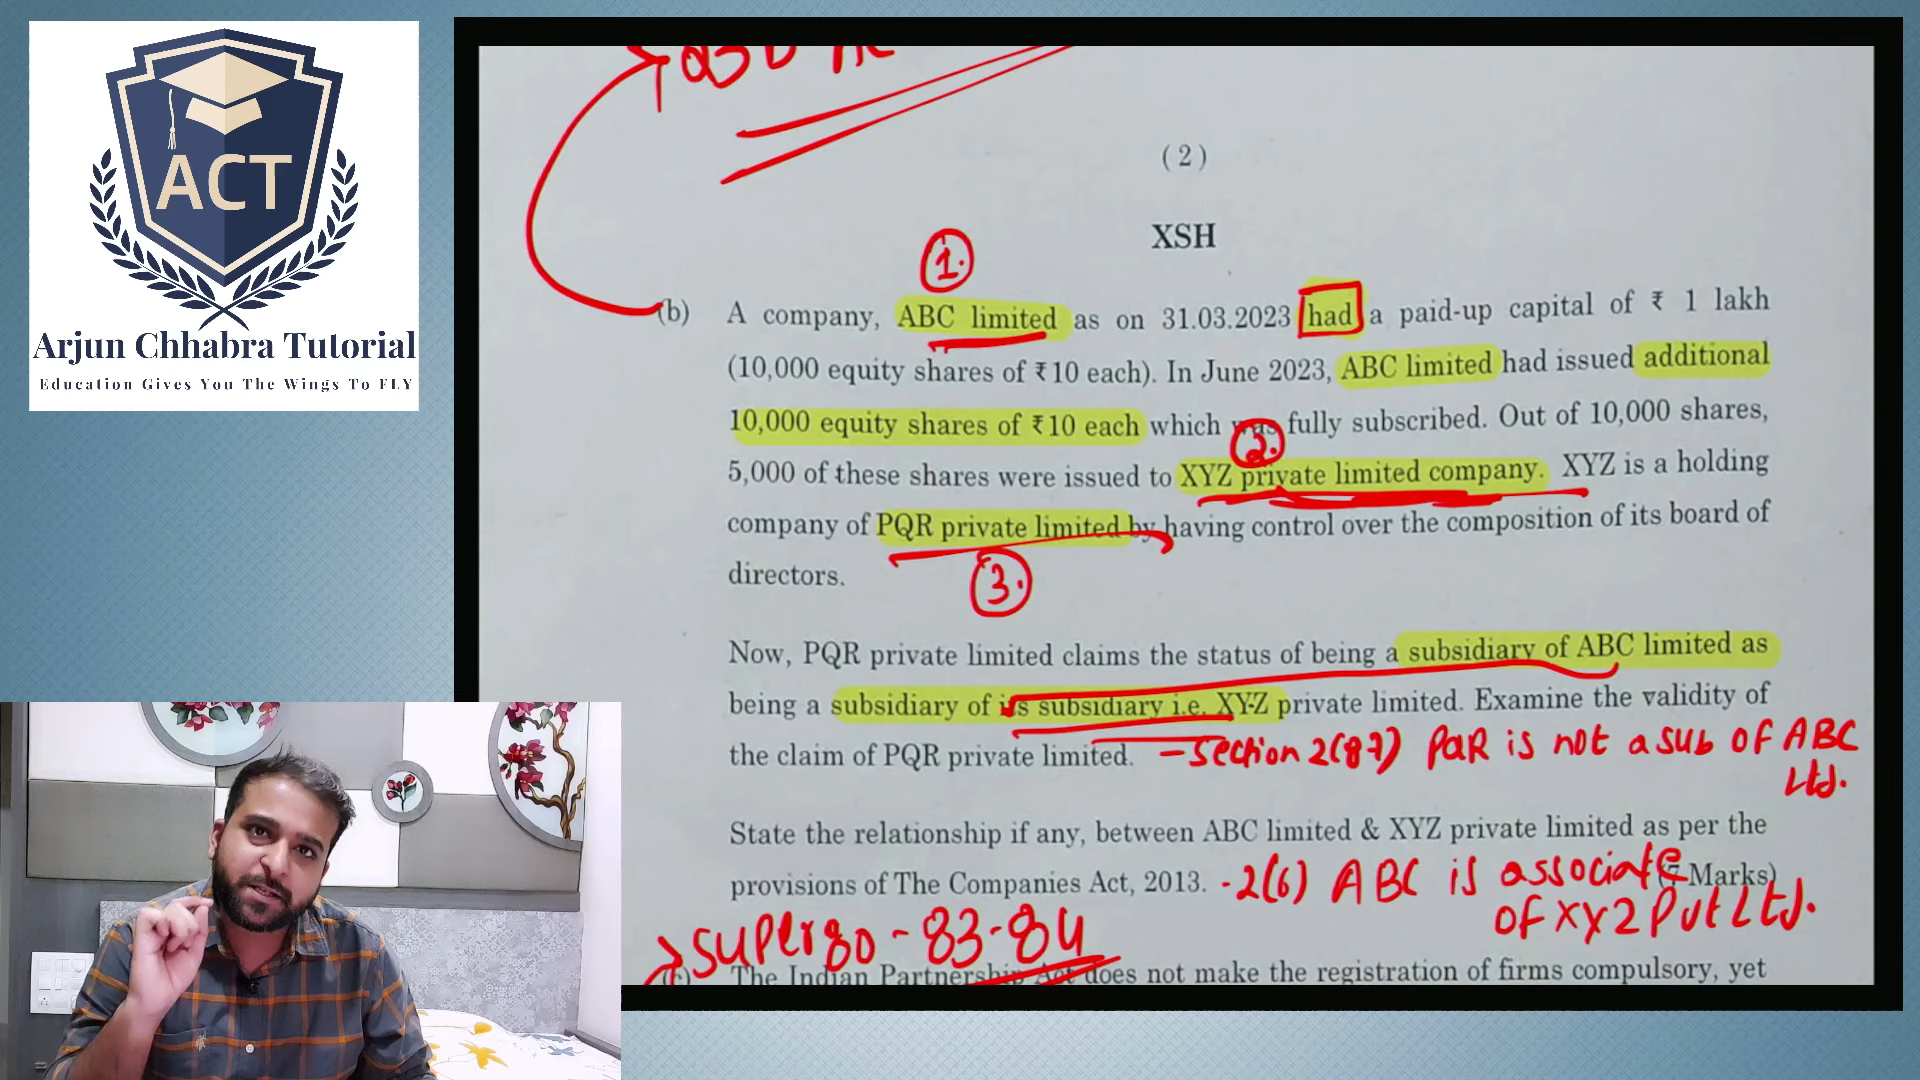 ACT
Arjun Chhabra Tutorial
Education Gives You The Wings To FLY
(2)
XSH
1.
(b) A company, ABC limited as on 31.03.2023 had a paid-up capital of ₹ 1 lakh
(10,000 equity shares of ₹10 each). In June 2023, ABC limited had issued additional
10,000 equity shares of ₹10 each which was fully subscribed. Out of 10,000 shares,
2.
5,000 of these shares were issued to XYZ private limited company. XYZ is a holding
company of PQR private limited by having control over the composition of its board of
directors.
3.
Now, PQR private limited claims the status of being a subsidiary of ABC limited as
being a subsidiary of its subsidiary i.e. XYZ private limited. Examine the validity of
the claim of PQR private limited. - Section 2(87) PQR is not a sub of ABC
Ltd.
State the relationship if any, between ABC limited & XYZ private limited as per the
provisions of The Companies Act, 2013. - 2(6) ABC is associate Marks)
of XYZ Pvt Ltd.
Super 80 - 83-84
(c) The Indian Partnership Act does not make the registration of firms compulsory, yet